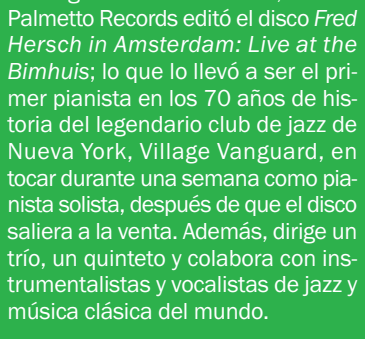 Palmetto Records editó el disco Fred
Hersch in Amsterdam: Live at the
Bimhuis; lo que lo llevó a ser el pri-
mer pianista en los 70 años de his-
toria del legendario club de jazz de
Nueva York, Village Vanguard, en
tocar durante una semana como pia-
nista solista, después de que el disco
saliera a la venta. Además, dirige un
trío, un quinteto y colabora con ins-
trumentalistas y vocalistas de jazz y
música clásica del mundo.